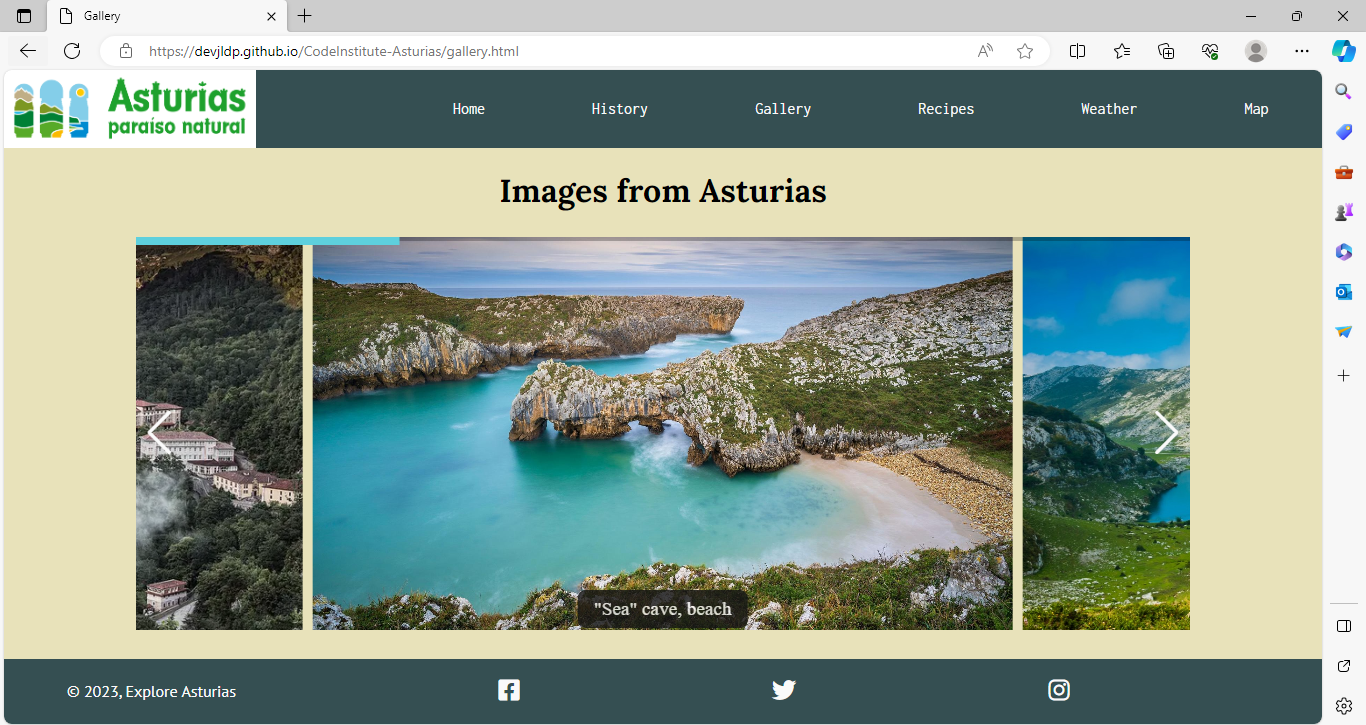 Gallery
https://devjldp.github.io/CodeInstitute-Asturias/gallery.html
Asturias
paraíso natural
Home
History
Gallery
Recipes
Weather
Map
Images from Asturias
"Sea" cave, beach
© 2023, Explore Asturias